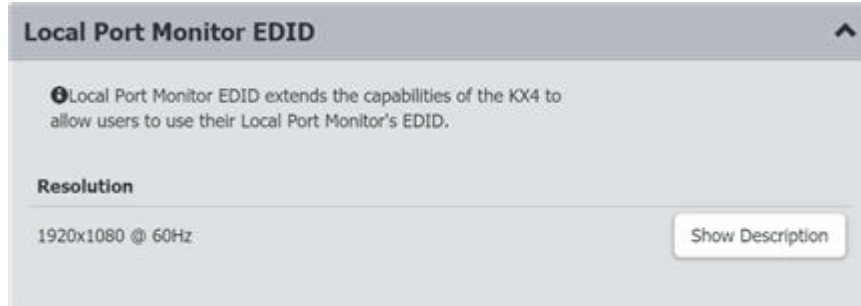 Local Port Monitor EDID
Local Port Monitor EDID extends the capabilities of the KX4 to
allow users to use their Local Port Monitor's EDID.
Resolution
1920x1080 @ 60Hz
Show Description